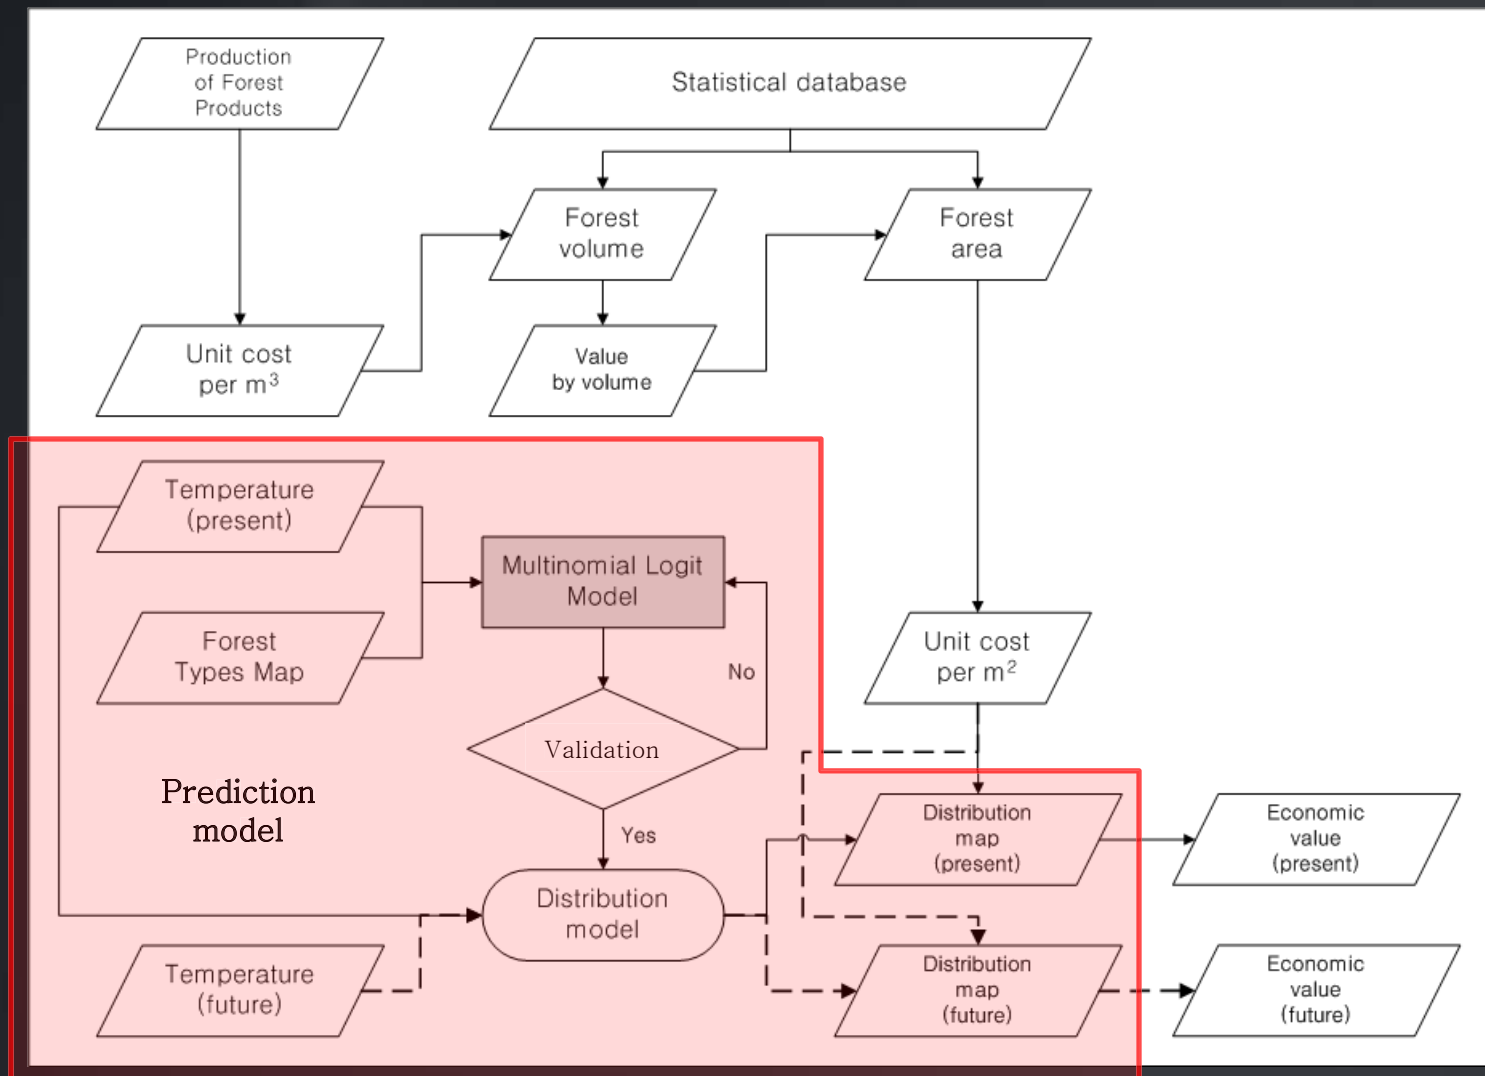 Production
of Forest
Products
Statistical database
Forest
volume
Forest
area
Unit cost
per m³
Value
by volume
Temperature
(present)
Multinomial Logit
Model
Forest
Types Map
No
Unit cost
per m²
Validation
Prediction
model
Yes
Distribution
map
(present)
Economic
value
(present)
Distribution
model
Temperature
(future)
Distribution
map
(future)
Economic
value
(future)